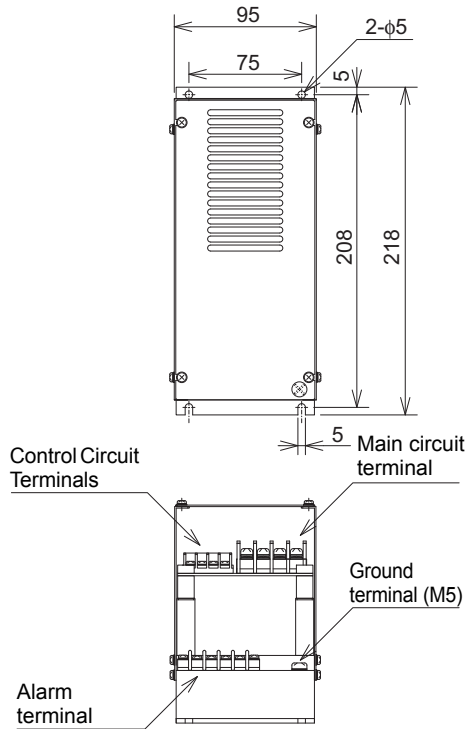 95
75
2-ϕ5
5
208
218
5
Control Circuit
Terminals
Main circuit
terminal
Ground
terminal (M5)
Alarm
terminal